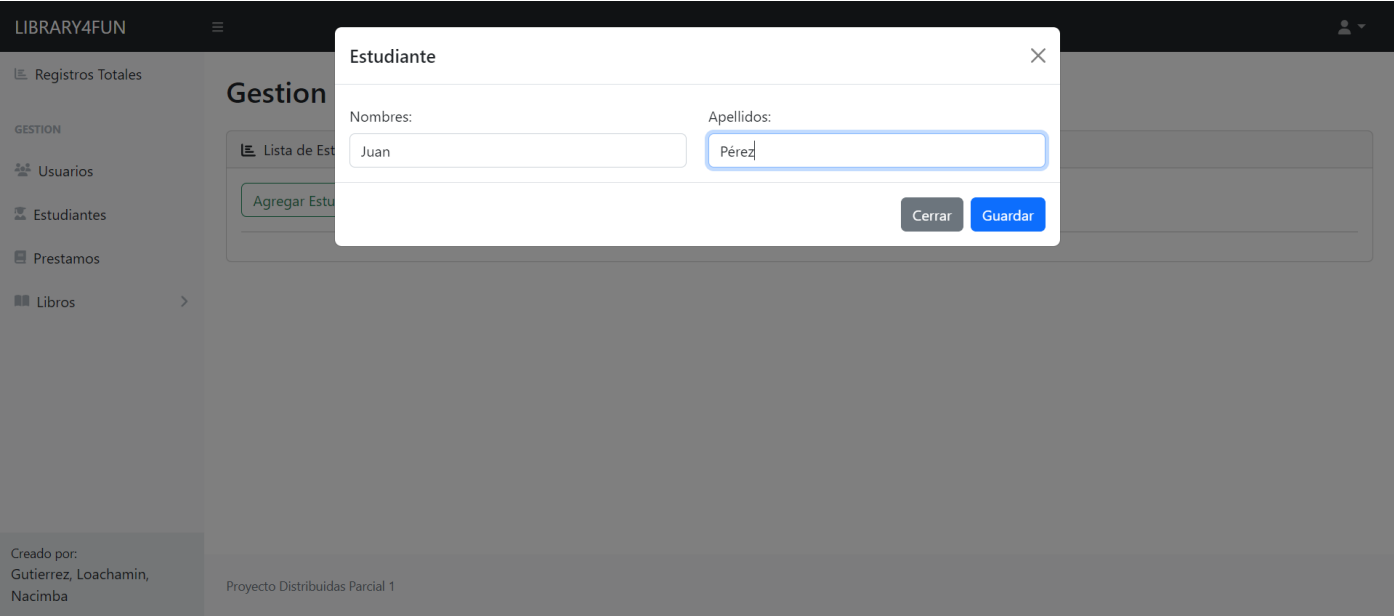 LIBRARY4FUN
Registros Totales
GESTION
Usuarios
Estudiantes
Prestamos
Libros
Creado por:
Gutierrez, Loachamin,
Nacimba
Gestion
Lista de Est
Agregar Estu
Estudiante
Nombres:
Juan
Apellidos:
Pérez
Cerrar
Guardar
Proyecto Distribuidas Parcial 1